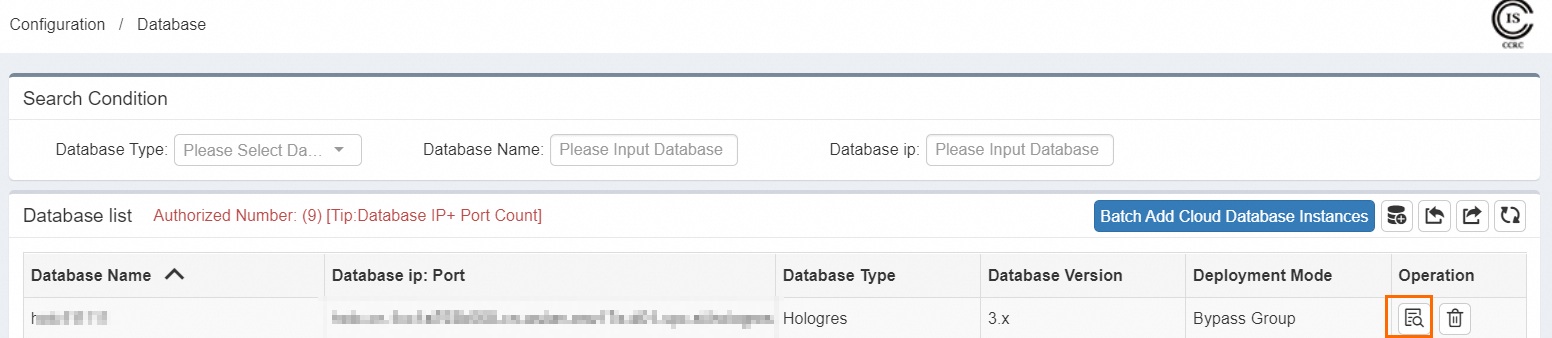 Configuration / Database
IS
CCRC
Search Condition
Database Type: Please Select Da... Database Name: Please Input Database Database ip: Please Input Database
Database list Authorized Number: (9) [Tip:Database IP+ Port Count] Batch Add Cloud Database Instances
Database Name Database ip: Port Database Type Database Version Deployment Mode Operation
Hologres 3.x Bypass Group